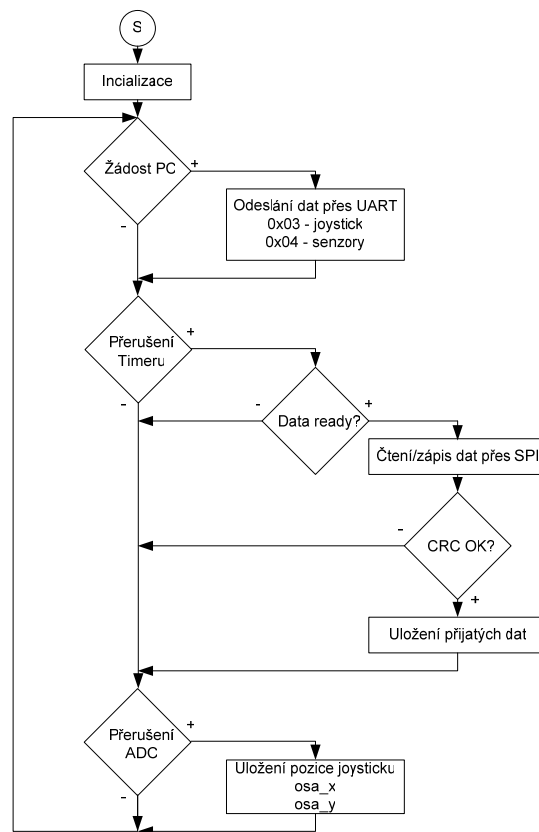 S
Incializace
Žádost PC
+
-
Odeslání dat přes UART
0x03 - joystick
0x04 - senzory
Přerušení
Timeru
+
-
Data ready?
-
+
Čtení/zápis dat přes SPI
CRC OK?
-
+
Uložení přijatých dat
Přerušení
ADC
+
-
Uložení pozice joysticku
osa_x
osa_y